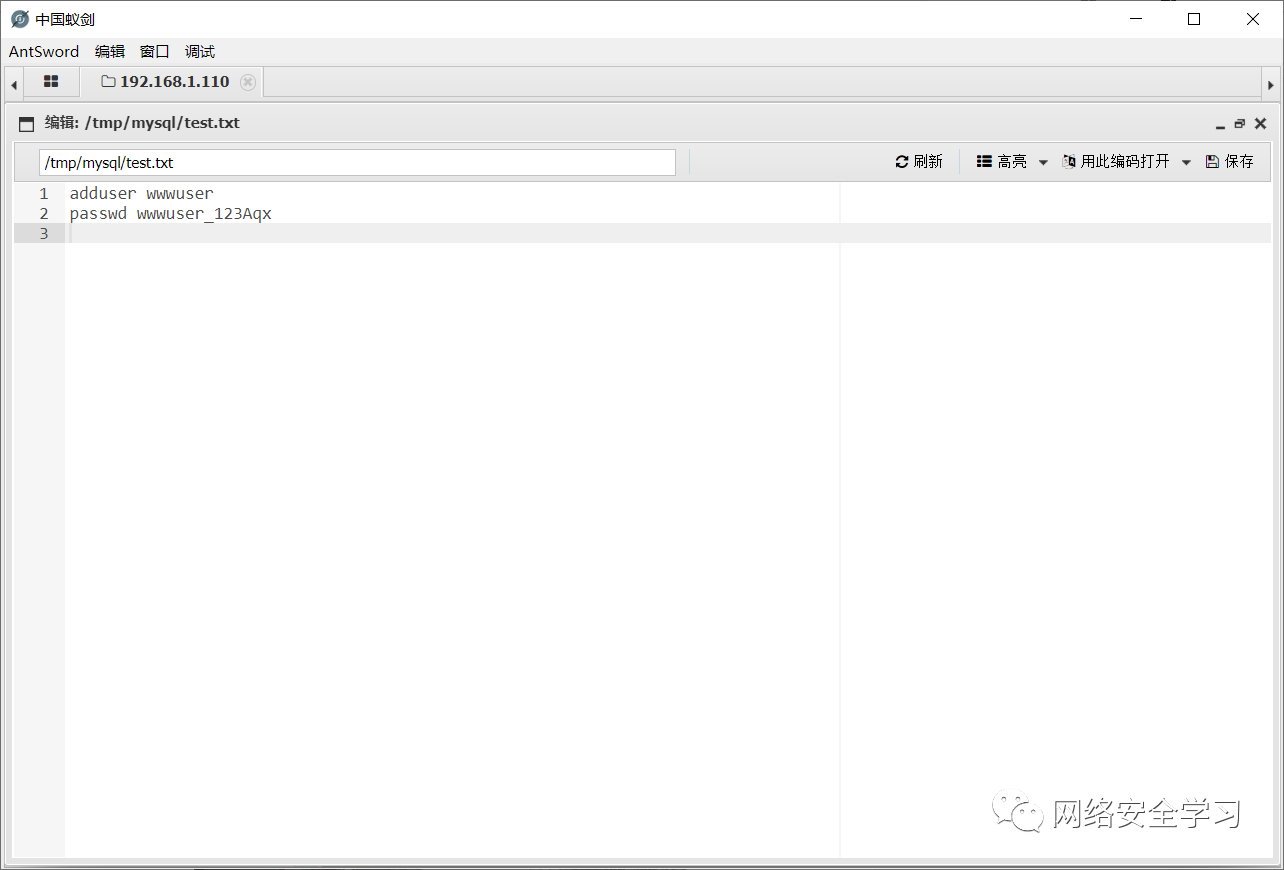 中国蚁剑
AntSword 编辑 窗口 调试
192.168.1.110
编辑: /tmp/mysql/test.txt
/tmp/mysql/test.txt 刷新 高亮 用此编码打开 保存
1 adduser wwwuser
2 passwd wwwuser_123Aqx
3
网络安全学习